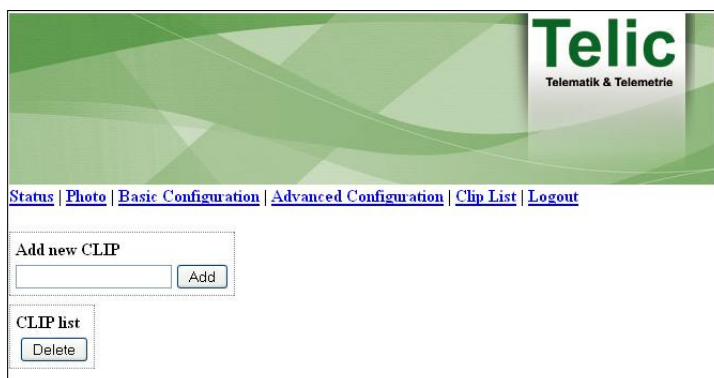 Telic
Telematik & Telemetrie
Status | Photo | Basic Configuration | Advanced Configuration | Clip List | Logout
Add new CLIP
Add
CLIP list
Delete